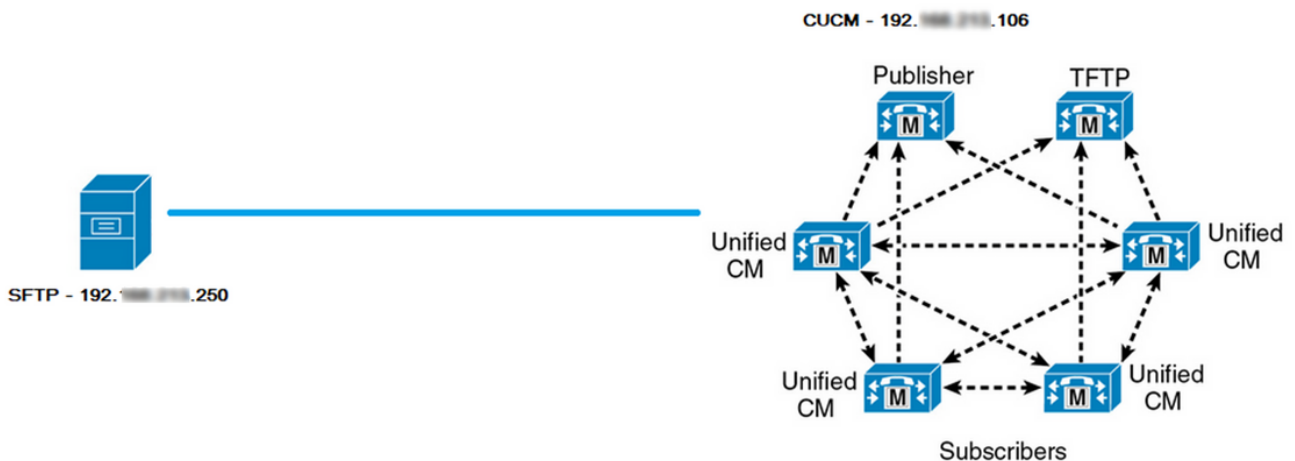 CUCM - 192. .106
Publisher
TFTP
M
M
Unified
CM
M
M
Unified
CM
SFTP - 192. .250
Unified
CM
M
M
Unified
CM
Subscribers